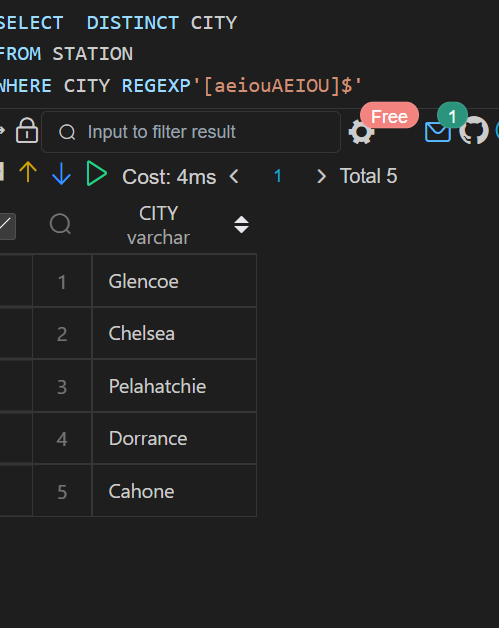 SELECT  DISTINCT CITY
FROM STATION
WHERE CITY REGEXP'[aeiouAEIOU]$'
Input to filter result
Free
1
Cost: 4ms
1
Total 5
CITY
varchar
1 Glencoe
2 Chelsea
3 Pelahatchie
4 Dorrance
5 Cahone